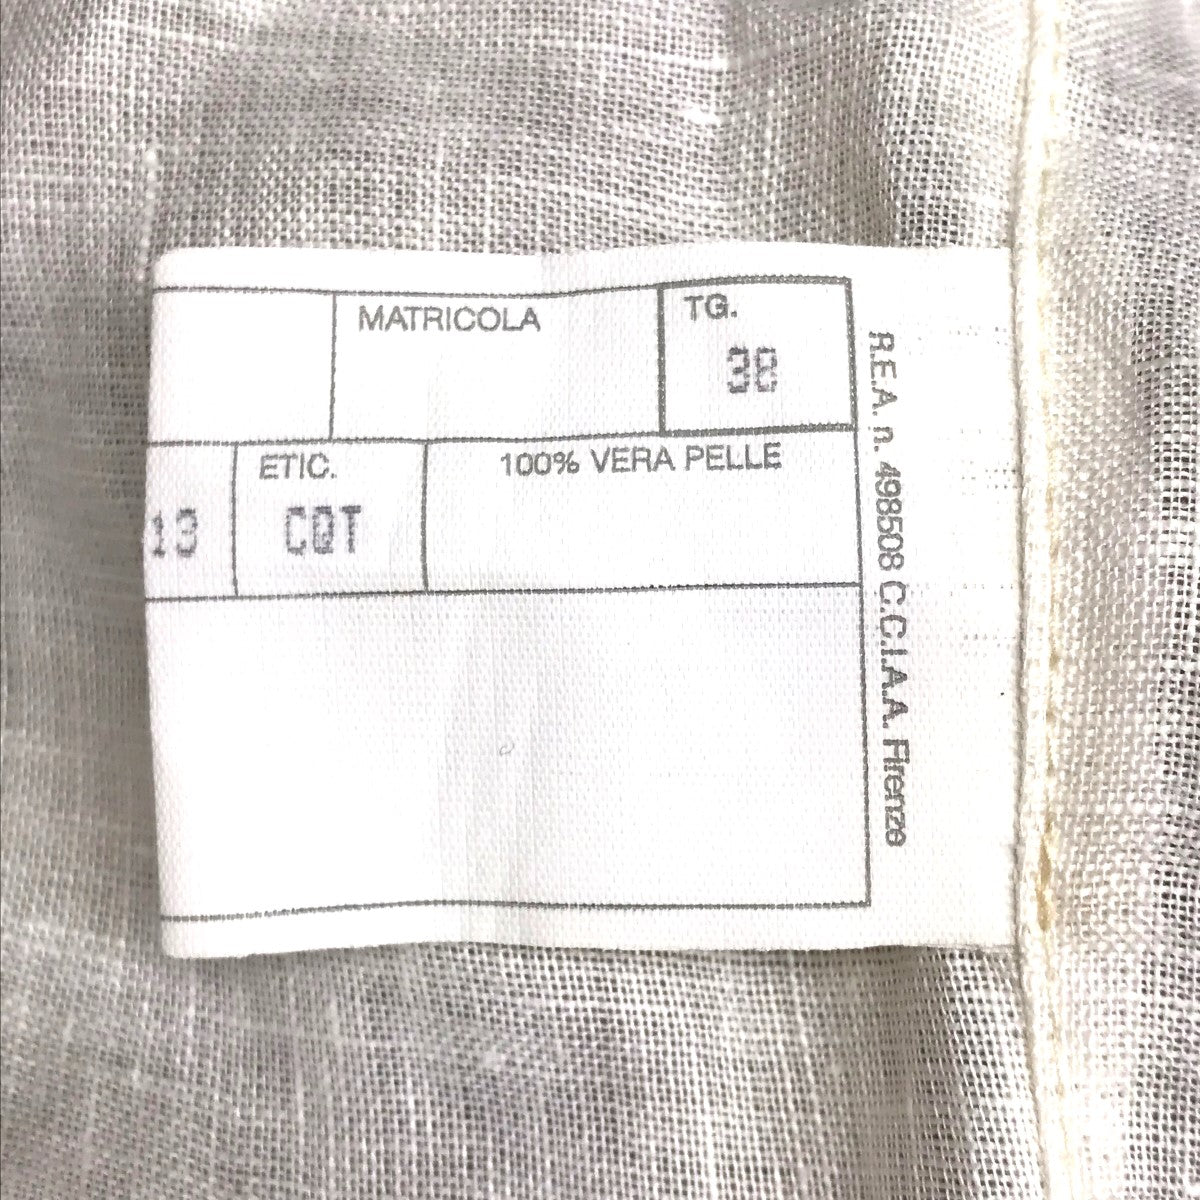 MATRICOLA
TG.
38
ETIC.
100% VERA PELLE
13
CQT
R.E.A. n. 498508 C.C.I.A.A. Firenze